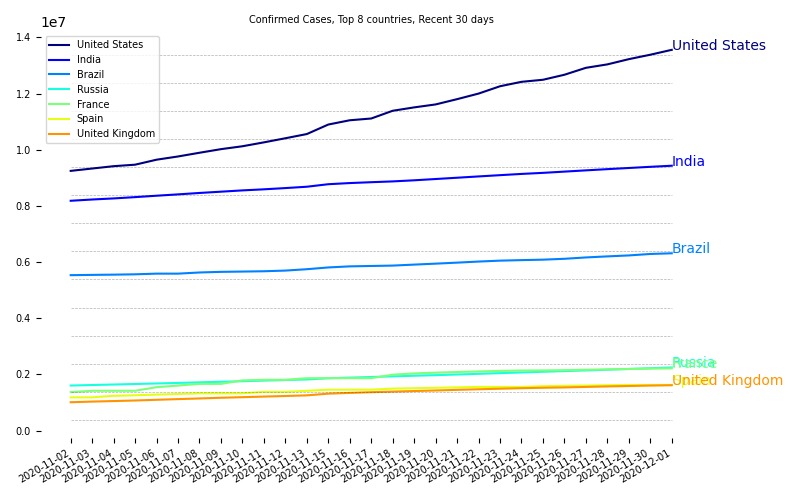 Confirmed Cases, Top 8 countries, Recent 30 days
1e7
1.4
1.2
1.0
0.8
0.6
0.4
0.2
0.0
United States
India
Brazil
Russia
France
Spain
United Kingdom
United States
India
Brazil
Russia
France
Spain
United Kingdom
2020-11-02
2020-11-03
2020-11-04
2020-11-05
2020-11-06
2020-11-07
2020-11-08
2020-11-09
2020-11-10
2020-11-11
2020-11-12
2020-11-13
2020-11-15
2020-11-16
2020-11-17
2020-11-18
2020-11-19
2020-11-20
2020-11-21
2020-11-22
2020-11-23
2020-11-24
2020-11-25
2020-11-26
2020-11-27
2020-11-28
2020-11-29
2020-11-30
2020-12-01